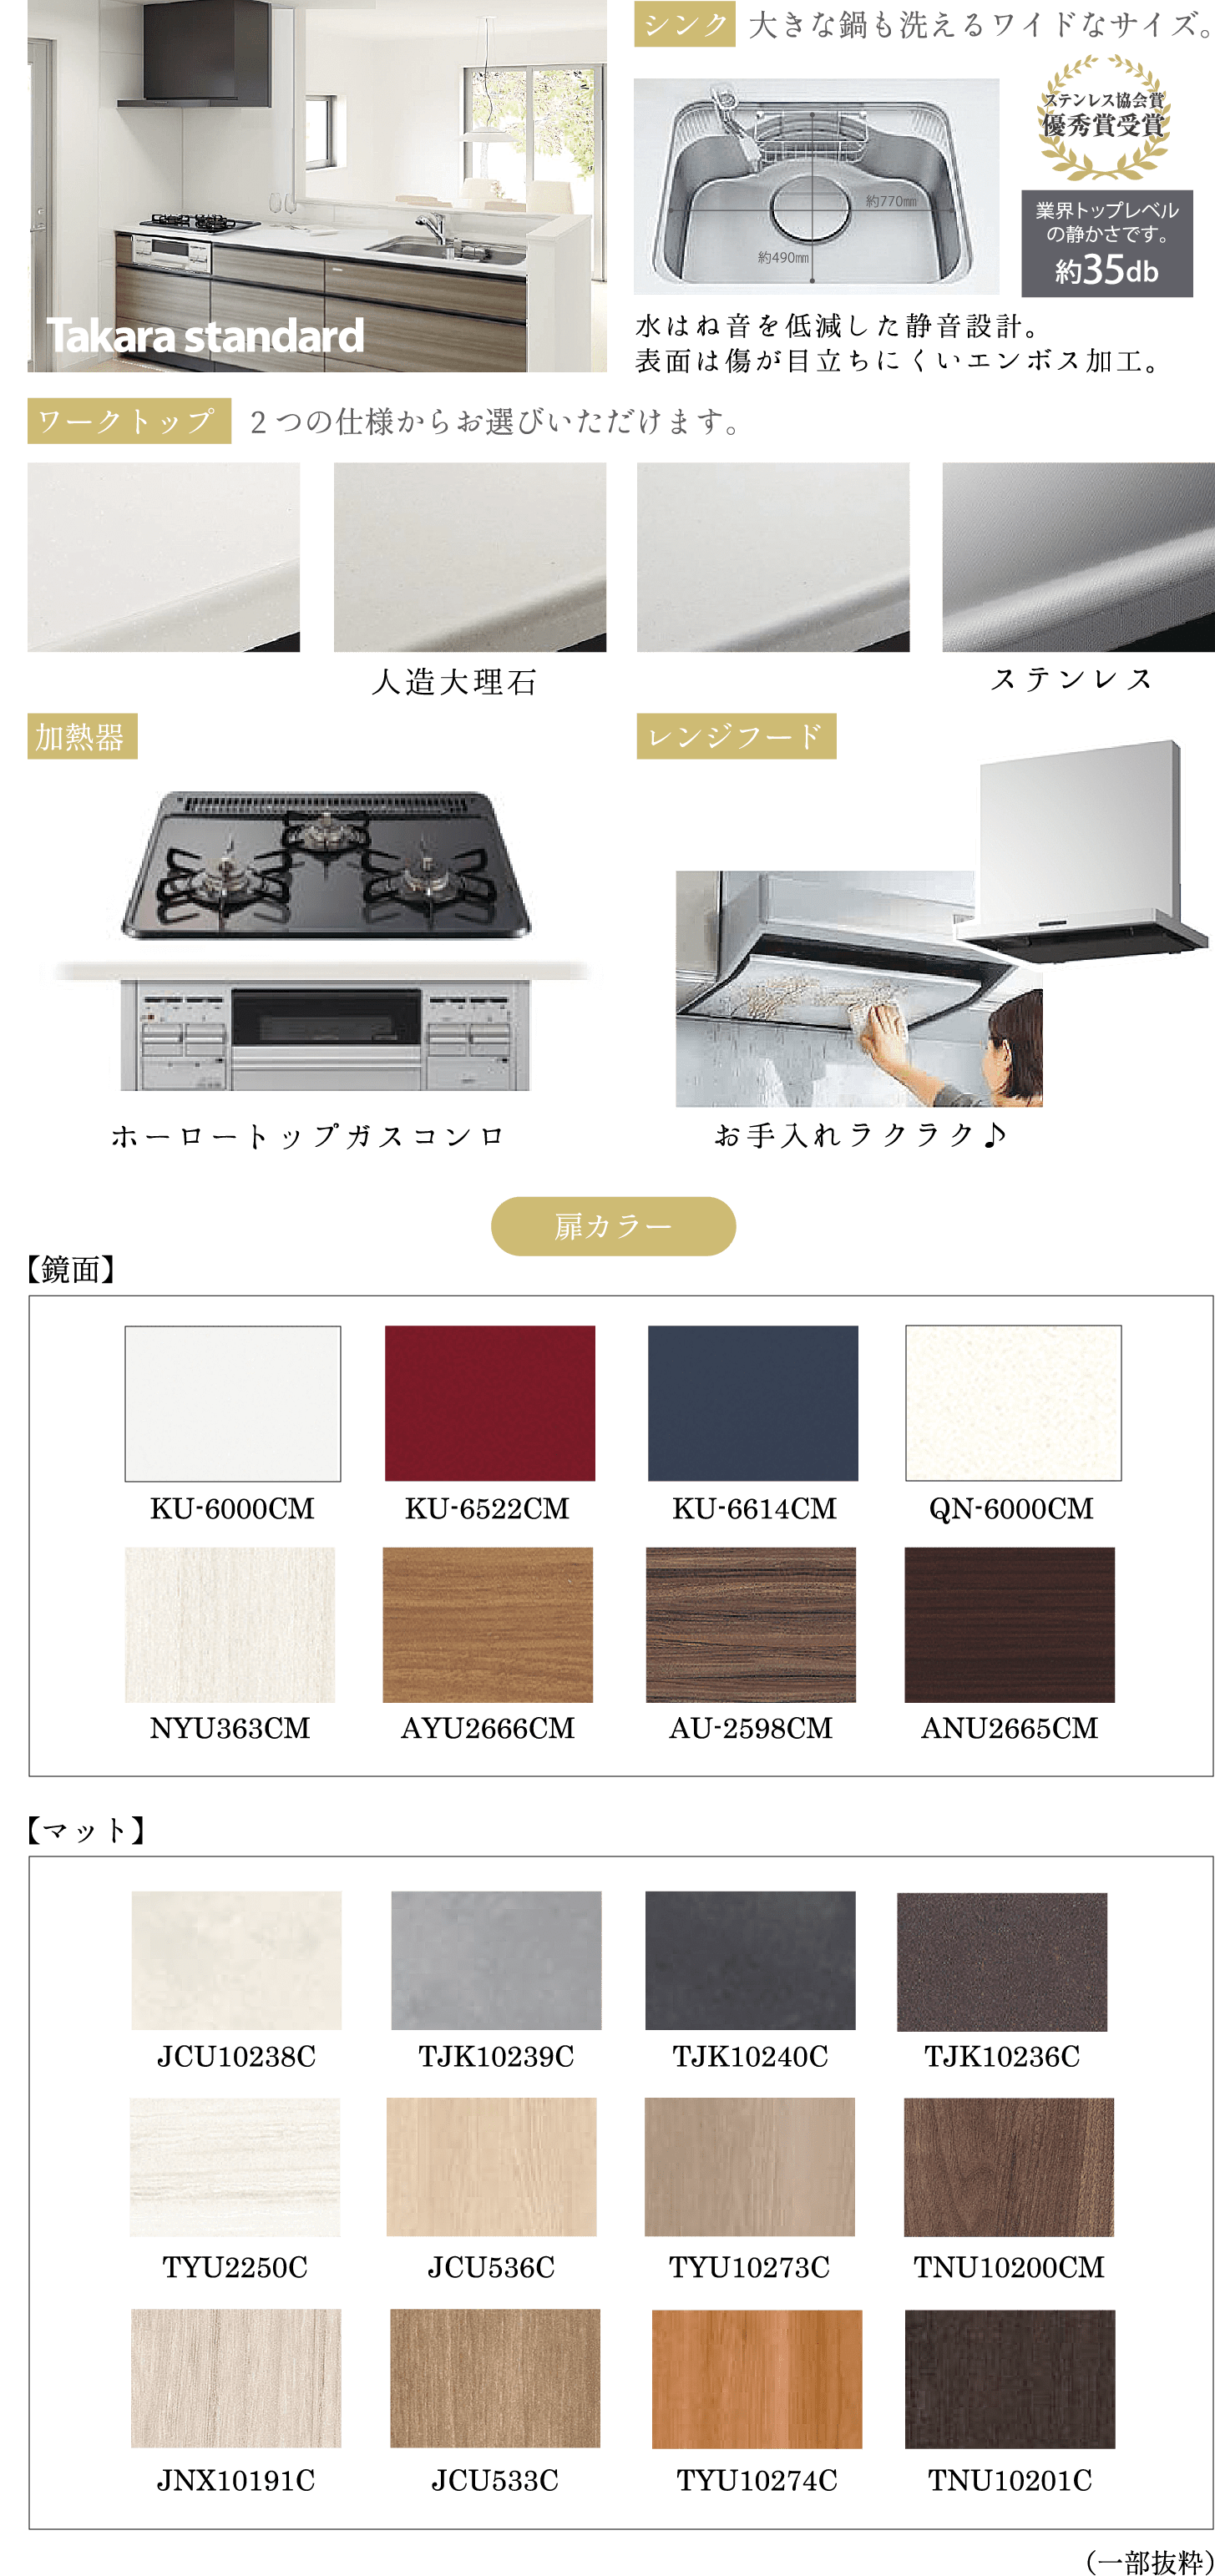 Takara standard
シンク 大きな鍋も洗えるワイドなサイズ。
ステンレス協会賞
優秀賞受賞
約770㎜
約490㎜
業界トップレベル
の静かさです。
約35db
水はね音を低減した静音設計。
表面は傷が目立ちにくいエンボス加工。
ワークトップ 2つの仕様からお選びいただけます。
人造大理石 ステンレス
加熱器 レンジフード
ホーロートップガスコンロ お手入れラクラク♪
扉カラー
【鏡面】
KU-6000CM KU-6522CM KU-6614CM QN-6000CM
NYU363CM AYU2666CM AU-2598CM ANU2665CM
【マット】
JCU10238C TJK10239C TJK10240C TJK10236C
TYU2250C JCU536C TYU10273C TNU10200CM
JNX10191C JCU533C TYU10274C TNU10201C
(一部抜粋)